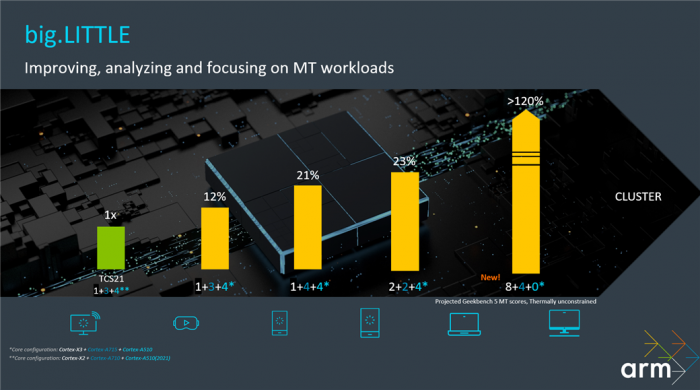 big.LITTLE
Improving, analyzing and focusing on MT workloads
>120%
23%
21%
12%
1x
CLUSTER
TCS21
New!
1+3+4**
1+3+4*
1+4+4*
2+2+4*
8+4+0*
Projected Geekbench 5 MT scores, Thermally unconstrained
*Core configuration: Cortex-X3 + Cortex-A715 + Cortex-A510
**Core configuration: Cortex-X2 + Cortex-A710 + Cortex-A510(2021)
arm